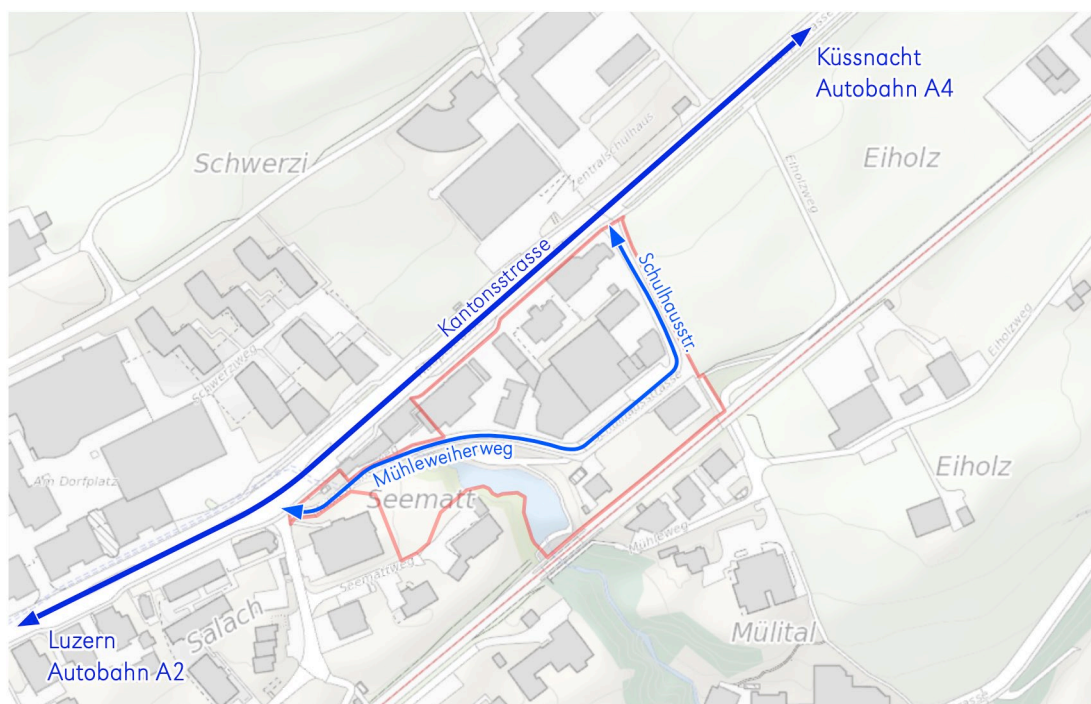 Küssnacht
Autobahn A4
Schwerzi
Zentralschulhaus
Eiholz
Eiholzweg
Kantonsstrasse
Schulhausstr.
Schwerziweg
Eiholzweg
Mühleweiherweg
Am Dorfplatz
Seematt
Eiholz
Mühleweg
Seemattweg
Salach
Mülital
Luzern
Autobahn A2